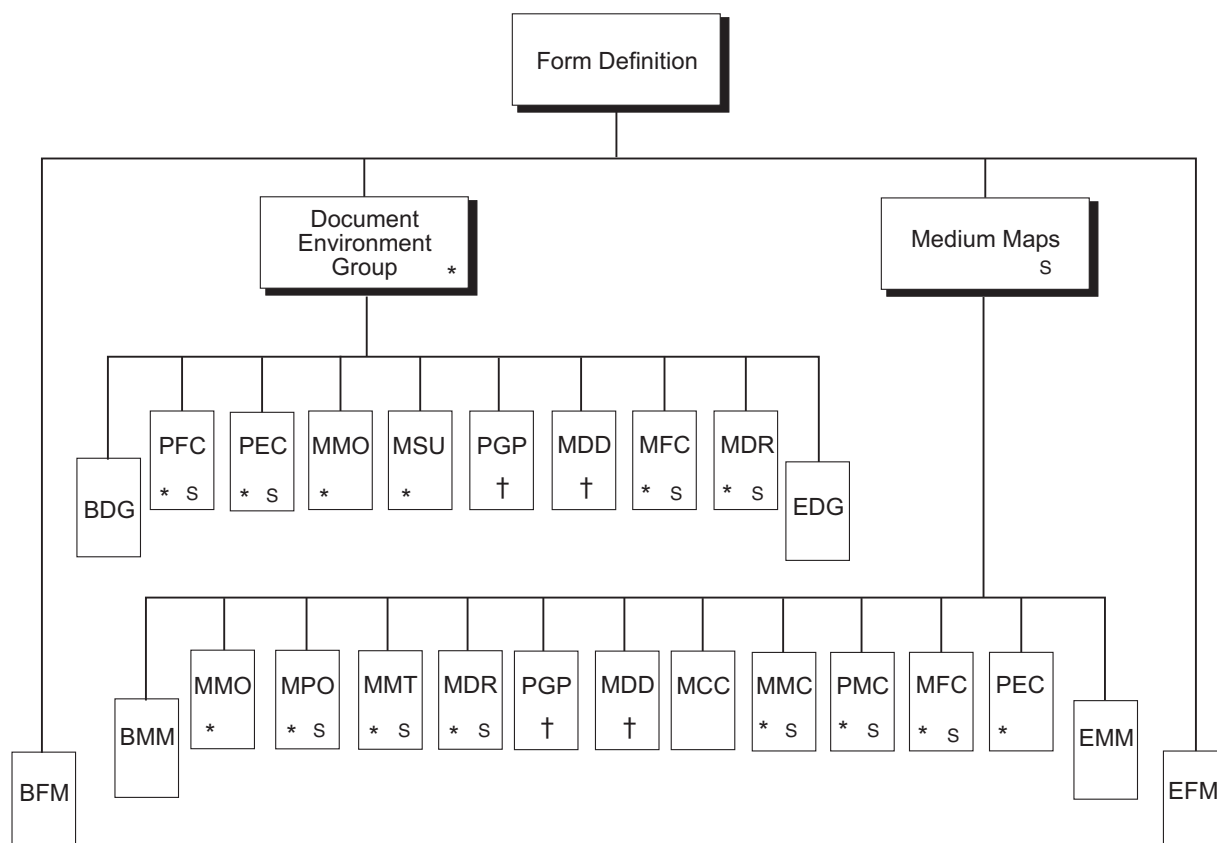 Form Definition
Document
Environment
Group *
Medium Maps
S
BDG
PFC
* S
PEC
* S
MMO
*
MSU
*
PGP
†
MDD
†
MFC
* S
MDR
* S
EDG
BMM
MMO
*
MPO
* S
MMT
* S
MDR
* S
PGP
†
MDD
†
MCC
MMC
* S
PMC
* S
MFC
* S
PEC
*
EMM
BFM
EFM